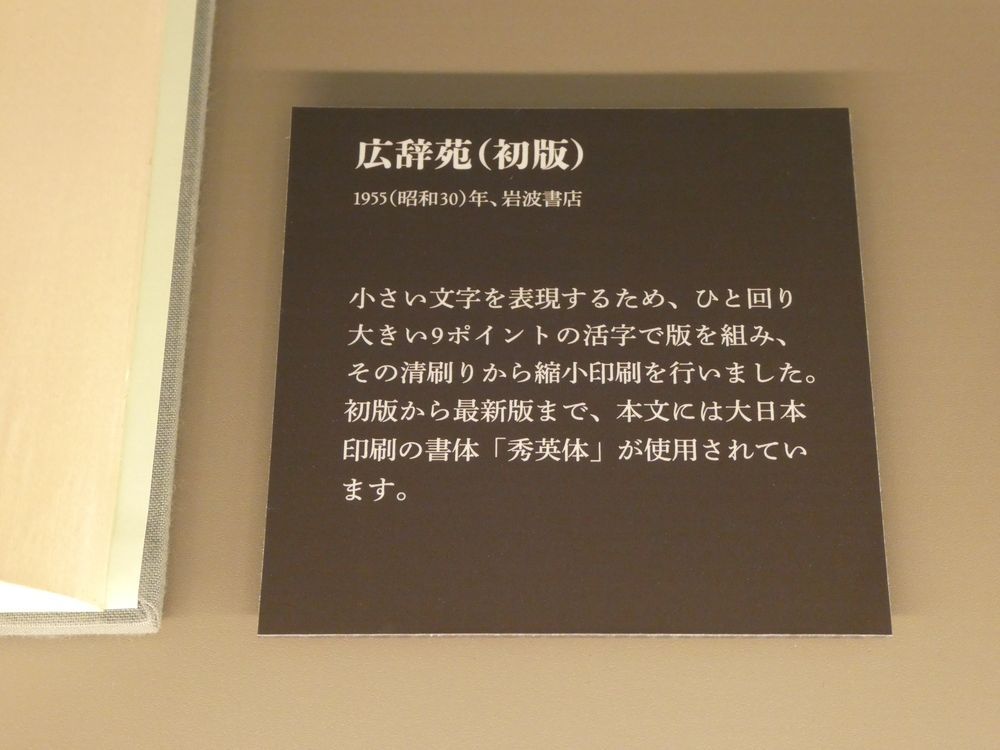 広辞苑（初版）
1955（昭和30）年、岩波書店
小さい文字を表現するため、ひと回り
大きい9ポイントの活字で版を組み、
その清刷りから縮小印刷を行いました。
初版から最新版まで、本文には大日本
印刷の書体「秀英体」が使用されてい
ます。